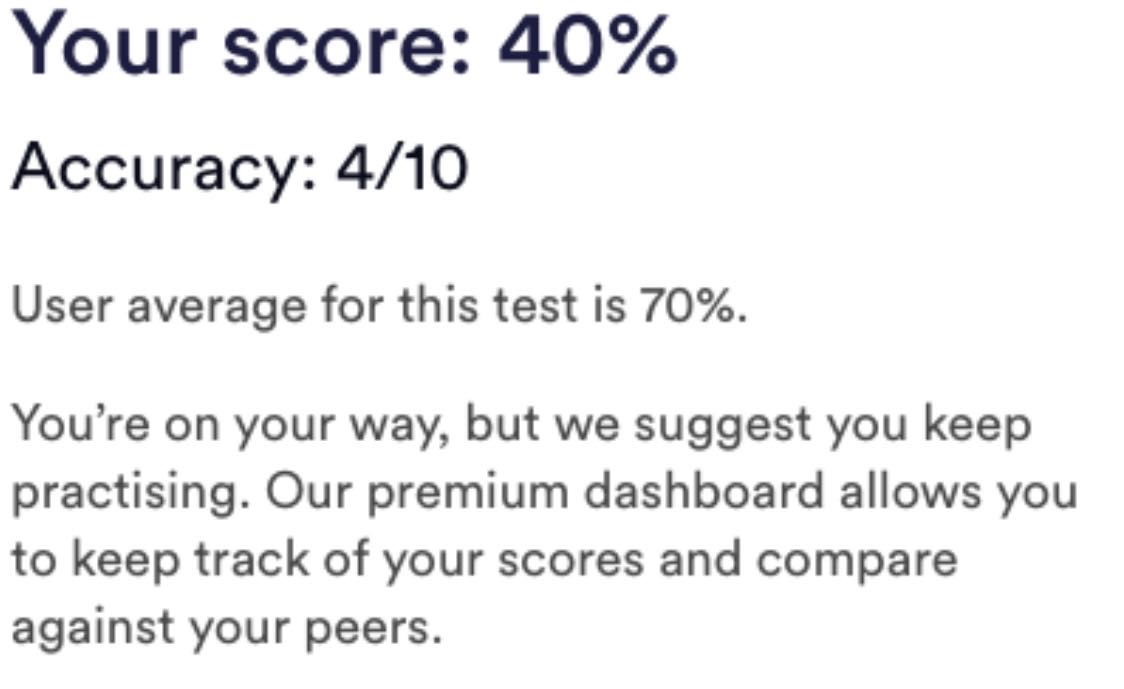 Your score: 40%
Accuracy: 4/10
User average for this test is 70%.
You’re on your way, but we suggest you keep
practising. Our premium dashboard allows you
to keep track of your scores and compare
against your peers.